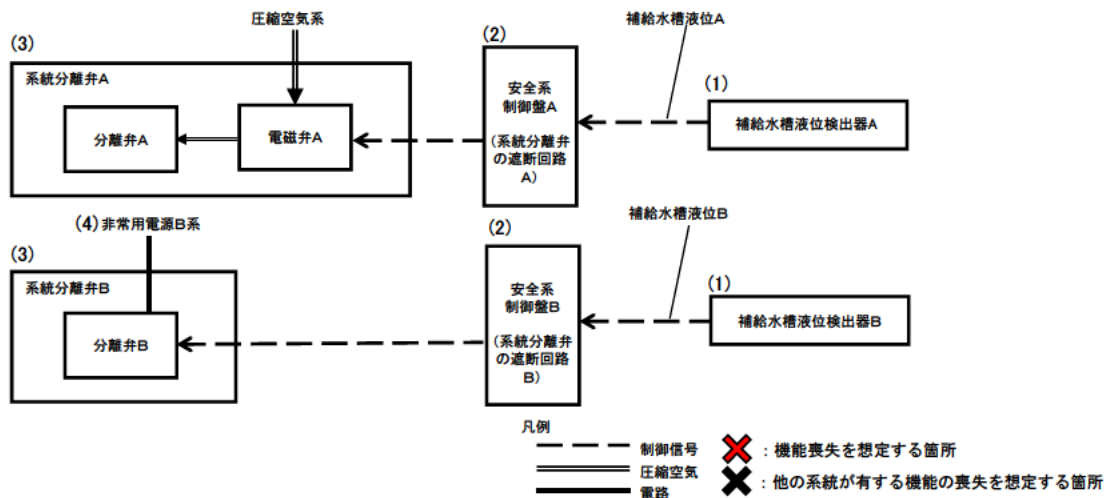 圧縮空気系
補給水槽液位A
(3)
系統分離弁A
分離弁A
電磁弁A
(2)
安全系
制御盤A
(系統分離弁
の遮断回路
A)
(1)
補給水槽液位検出器A
(4) 非常用電源B系
(3)
系統分離弁B
分離弁B
(2)
安全系
制御盤B
(系統分離弁
の遮断回路
B)
補給水槽液位B
(1)
補給水槽液位検出器B
凡例
制御信号
圧縮空気
電路
：機能喪失を想定する箇所
：他の系統が有する機能の喪失を想定する箇所